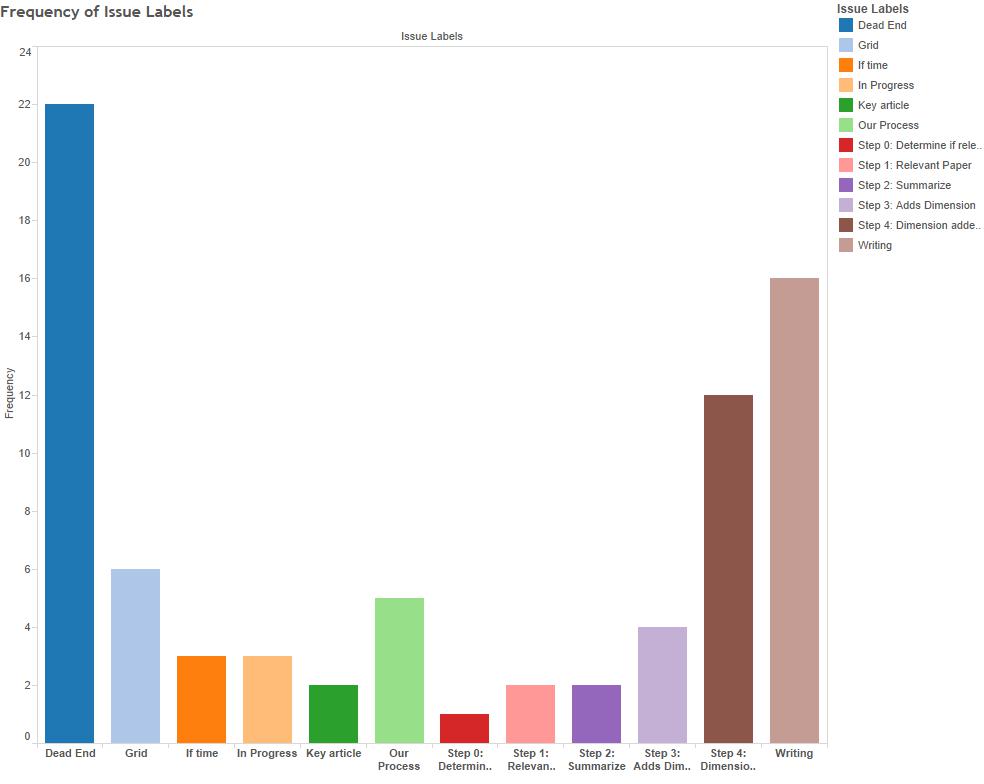 Frequency of Issue Labels
Issue Labels
24
22
20
18
16
14
12
10
8
6
4
2
0
Frequency
Dead End
Grid
If time
In Progress
Key article
Our
Process
Step 0:
Determin..
Step 1:
Relevan..
Step 2:
Summarize
Step 3:
Adds Dim..
Step 4:
Dimensio..
Writing
Issue Labels
Dead End
Grid
If time
In Progress
Key article
Our Process
Step 0: Determine if rele..
Step 1: Relevant Paper
Step 2: Summarize
Step 3: Adds Dimension
Step 4: Dimension adde..
Writing